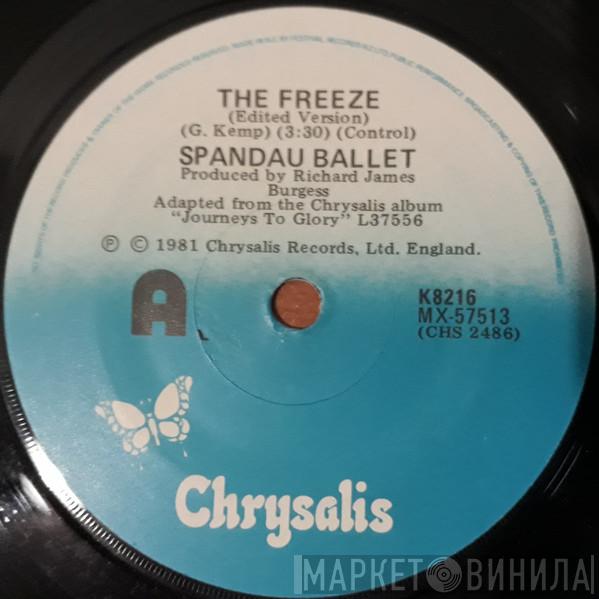 THE FREEZE
(Edited Version)
(G. Kemp) (3:30) (Control)
SPANDAU BALLET
Produced by Richard James
Burgess
Adapted from the Chrysalis album
"Journeys To Glory" L37556
℗ © 1981 Chrysalis Records, Ltd. England.
A
K8216
MX-57513
(CHS 2486)
Chrysalis
МАРКЕТ ВИНИЛА